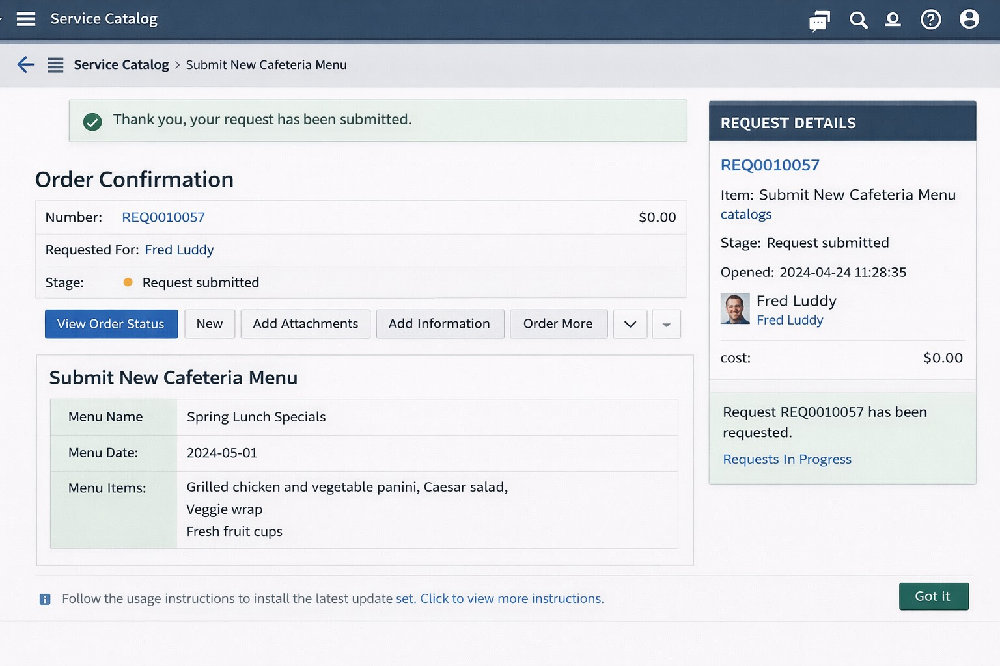 Service Catalog
Service Catalog > Submit New Cafeteria Menu
Thank you, your request has been submitted.
Order Confirmation
Number: REQ0010057 $0.00
Requested For: Fred Luddy
Stage: Request submitted
View Order Status New Add Attachments Add Information Order More
Submit New Cafeteria Menu
Menu Name Spring Lunch Specials
Menu Date: 2024-05-01
Menu Items: Grilled chicken and vegetable panini, Caesar salad,
Veggie wrap
Fresh fruit cups
REQUEST DETAILS
REQ0010057
Item: Submit New Cafeteria Menu
catalogs
Stage: Request submitted
Opened: 2024-04-24 11:28:35
Fred Luddy
Fred Luddy
cost: $0.00
Request REQ0010057 has been
requested.
Requests In Progress
Follow the usage instructions to install the latest update set. Click to view more instructions.
Got it